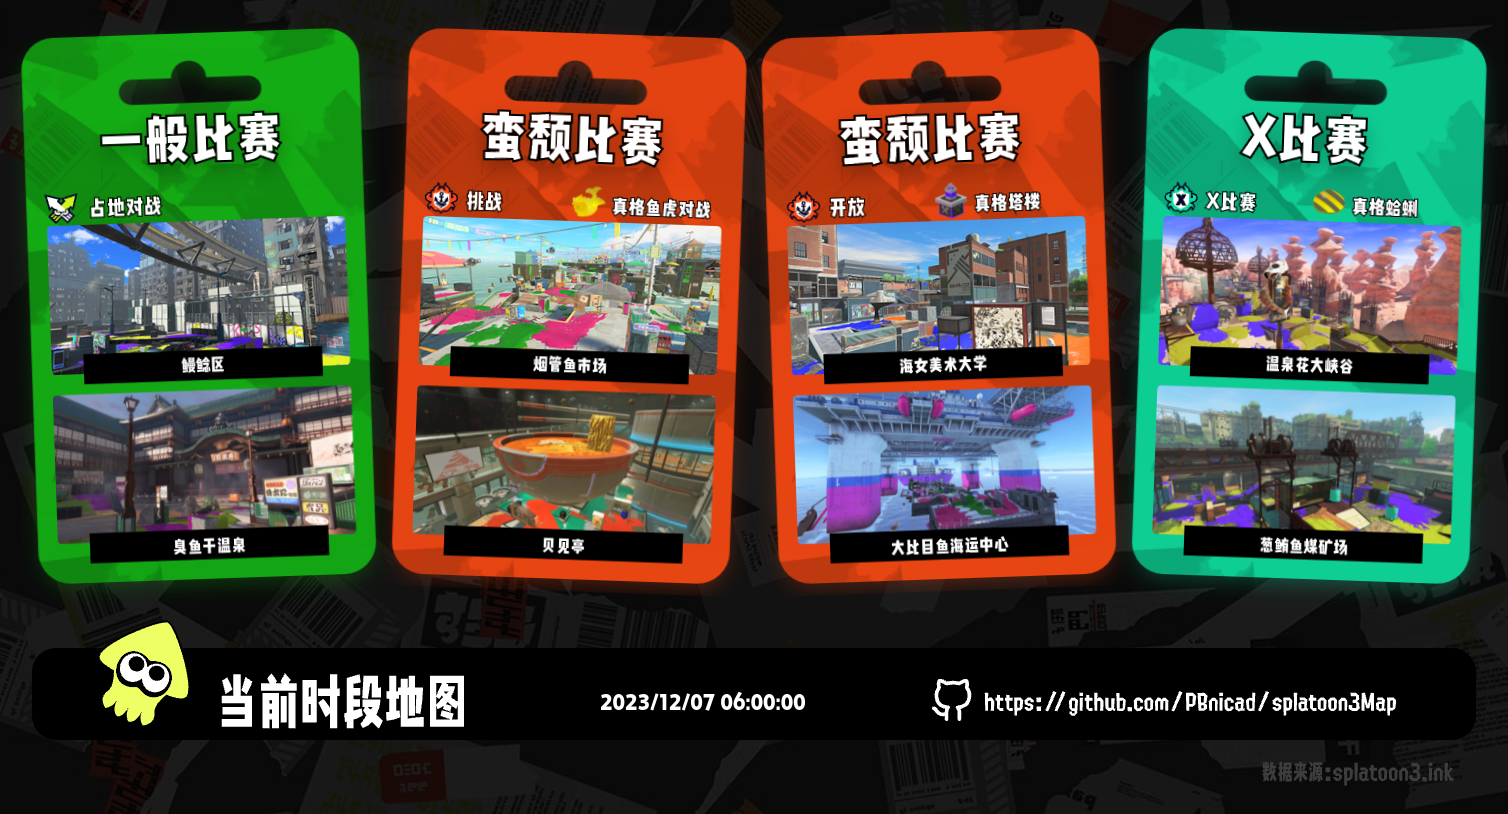 一般比赛
占地对战
鳗鲶区
臭鱼干温泉
蛮颓比赛
挑战
真格鱼虎对战
烟管鱼市场
贝见亭
蛮颓比赛
开放
真格塔楼
海女美术大学
大比目鱼海运中心
X比赛
X比赛
真格蛤蜊
温泉花大峡谷
葱鲔鱼煤矿场
当前时段地图
2023/12/07 06:00:00
https://github.com/PBnicad/splatoon3Map
数据来源:splatoon3.ink